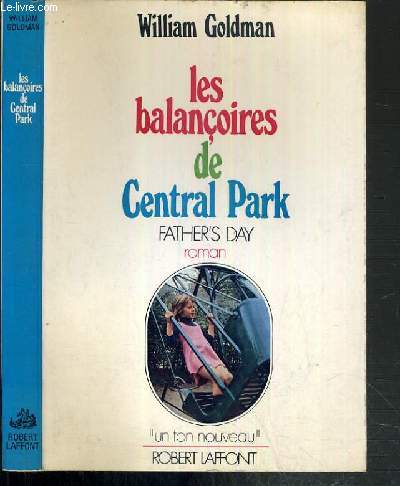 Le-livre.com
WILLIAM
GOLDMAN
les
balançoires
de
Central
Park
ROBERT
LAFFONT
William Goldman
les
balançoires
de
Central Park
FATHER'S DAY
roman
"un ton nouveau"
ROBERT LAFFONT